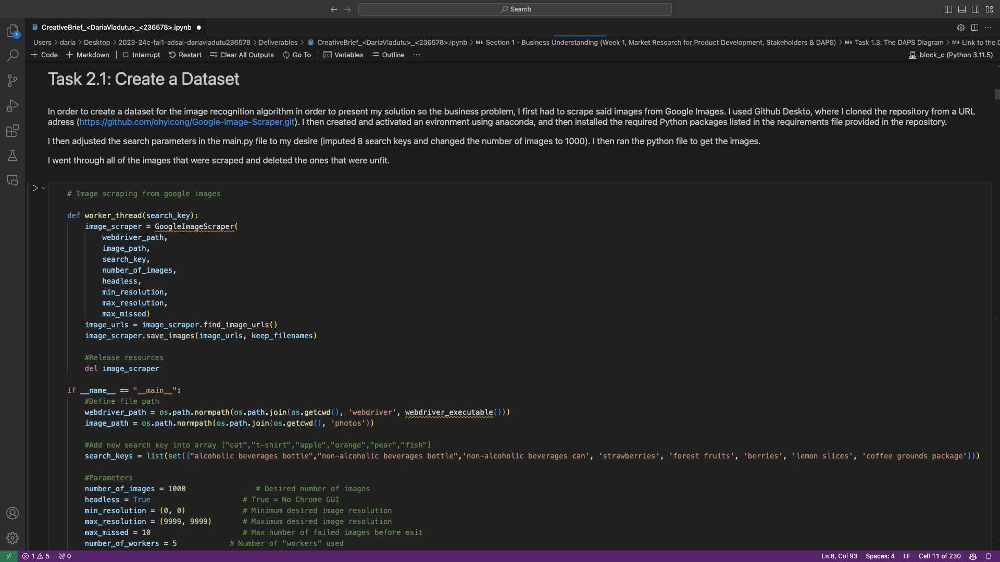 Search
CreativeBrief_<DariaVladutu>_<236578>.ipynb
Users > daria > Desktop > 2023-24c-fai1-adsai-dariavladutu236578 > Deliverables > CreativeBrief_<DariaVladutu>_<236578>.ipynb > M+ Section 1 - Business Understanding (Week 1, Market Research for Product Development, Stakeholders & DAPS) > M+ Task 1.3: The DAPS Diagram > M+ Link to the D
+ Code + Markdown | Interrupt Restart Clear All Outputs Go To | Variables Outline ... block_c (Python 3.11.5)
1
Task 2.1: Create a Dataset
In order to create a dataset for the image recognition algorithm in order to present my solution so the business problem, I first had to scrape said images from Google Images. I used Github Deskto, where I cloned the repository from a URL
adress (https://github.com/ohyicong/Google-Image-Scraper.git). I then created and activated an evironment using anaconda, and then installed the required Python packages listed in the requirements file provided in the repository.
I then adjusted the search parameters in the main.py file to my desire (imputed 8 search keys and changed the number of images to 1000). I then ran the python file to get the images.
I went through all of the images that were scraped and deleted the ones that were unfit.
# Image scraping from google images
def worker_thread(search_key):
image_scraper = GoogleImageScraper(
webdriver_path,
image_path,
search_key,
number_of_images,
headless,
min_resolution,
max_resolution,
max_missed)
image_urls = image_scraper.find_image_urls()
image_scraper.save_images(image_urls, keep_filenames)
#Release resources
del image_scraper
if __name__ == "__main__":
#Define file path
webdriver_path = os.path.normpath(os.path.join(os.getcwd(), 'webdriver', webdriver_executable()))
image_path = os.path.normpath(os.path.join(os.getcwd(), 'photos'))
#Add new search key into array ["cat","t-shirt","apple","orange","pear","fish"]
search_keys = list(set(["alcoholic beverages bottle","non-alcoholic beverages bottle",'non-alcoholic beverages can', 'strawberries', 'forest fruits', 'berries', 'lemon slices', 'coffee grounds package']))
#Parameters
number_of_images = 1000 # Desired number of images
headless = True # True = No Chrome GUI
min_resolution = (0, 0) # Minimum desired image resolution
max_resolution = (9999, 9999) # Maximum desired image resolution
max_missed = 10 # Max number of failed images before exit
number_of_workers = 5 # Number of "workers" used
1 5 0 Ln 8, Col 93 Spaces: 4 LF Cell 11 of 230